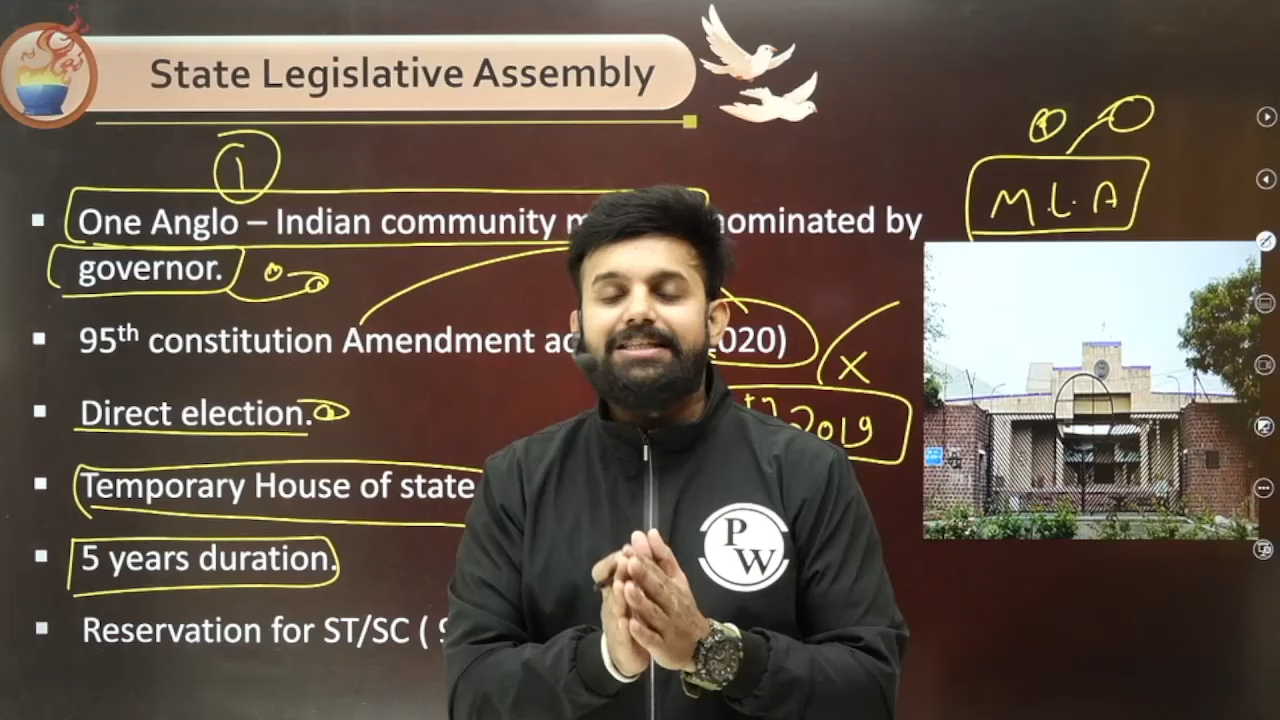 State Legislative Assembly
1
M.L.A
One Anglo – Indian community nominated by
governor.
95th constitution Amendment 2020)
Direct election.
2019
Temporary House of state
5 years duration.
Reservation for ST/SC (
PW